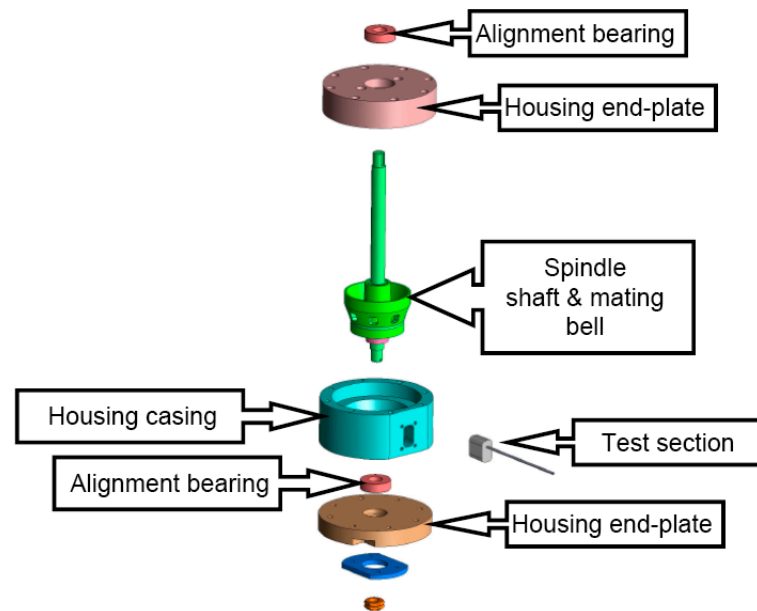 Alignment bearing
Housing end-plate
Spindle
shaft & mating
bell
Housing casing
Test section
Alignment bearing
Housing end-plate